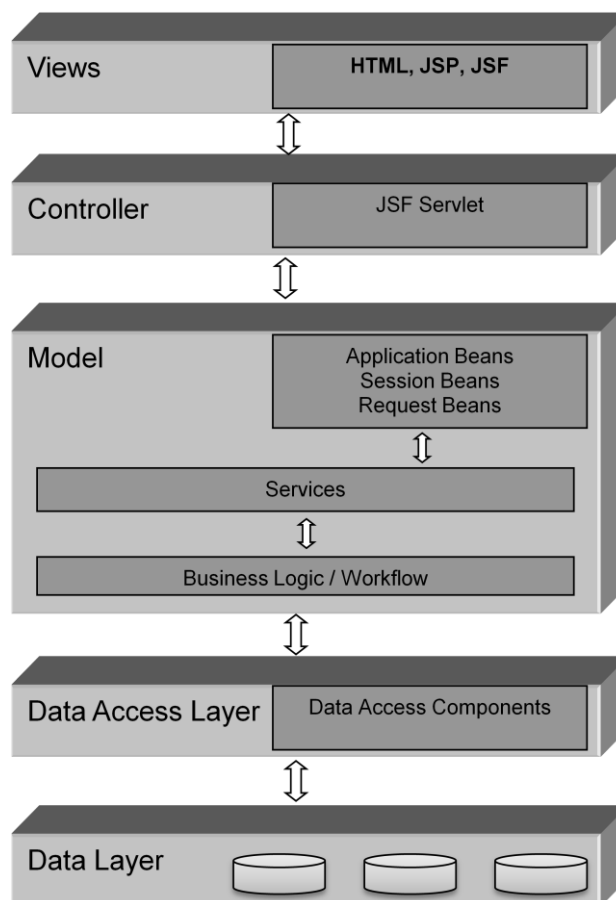 Views
HTML, JSP, JSF
Controller
JSF Servlet
Model
Application Beans
Session Beans
Request Beans
Services
Business Logic / Workflow
Data Access Layer
Data Access Components
Data Layer